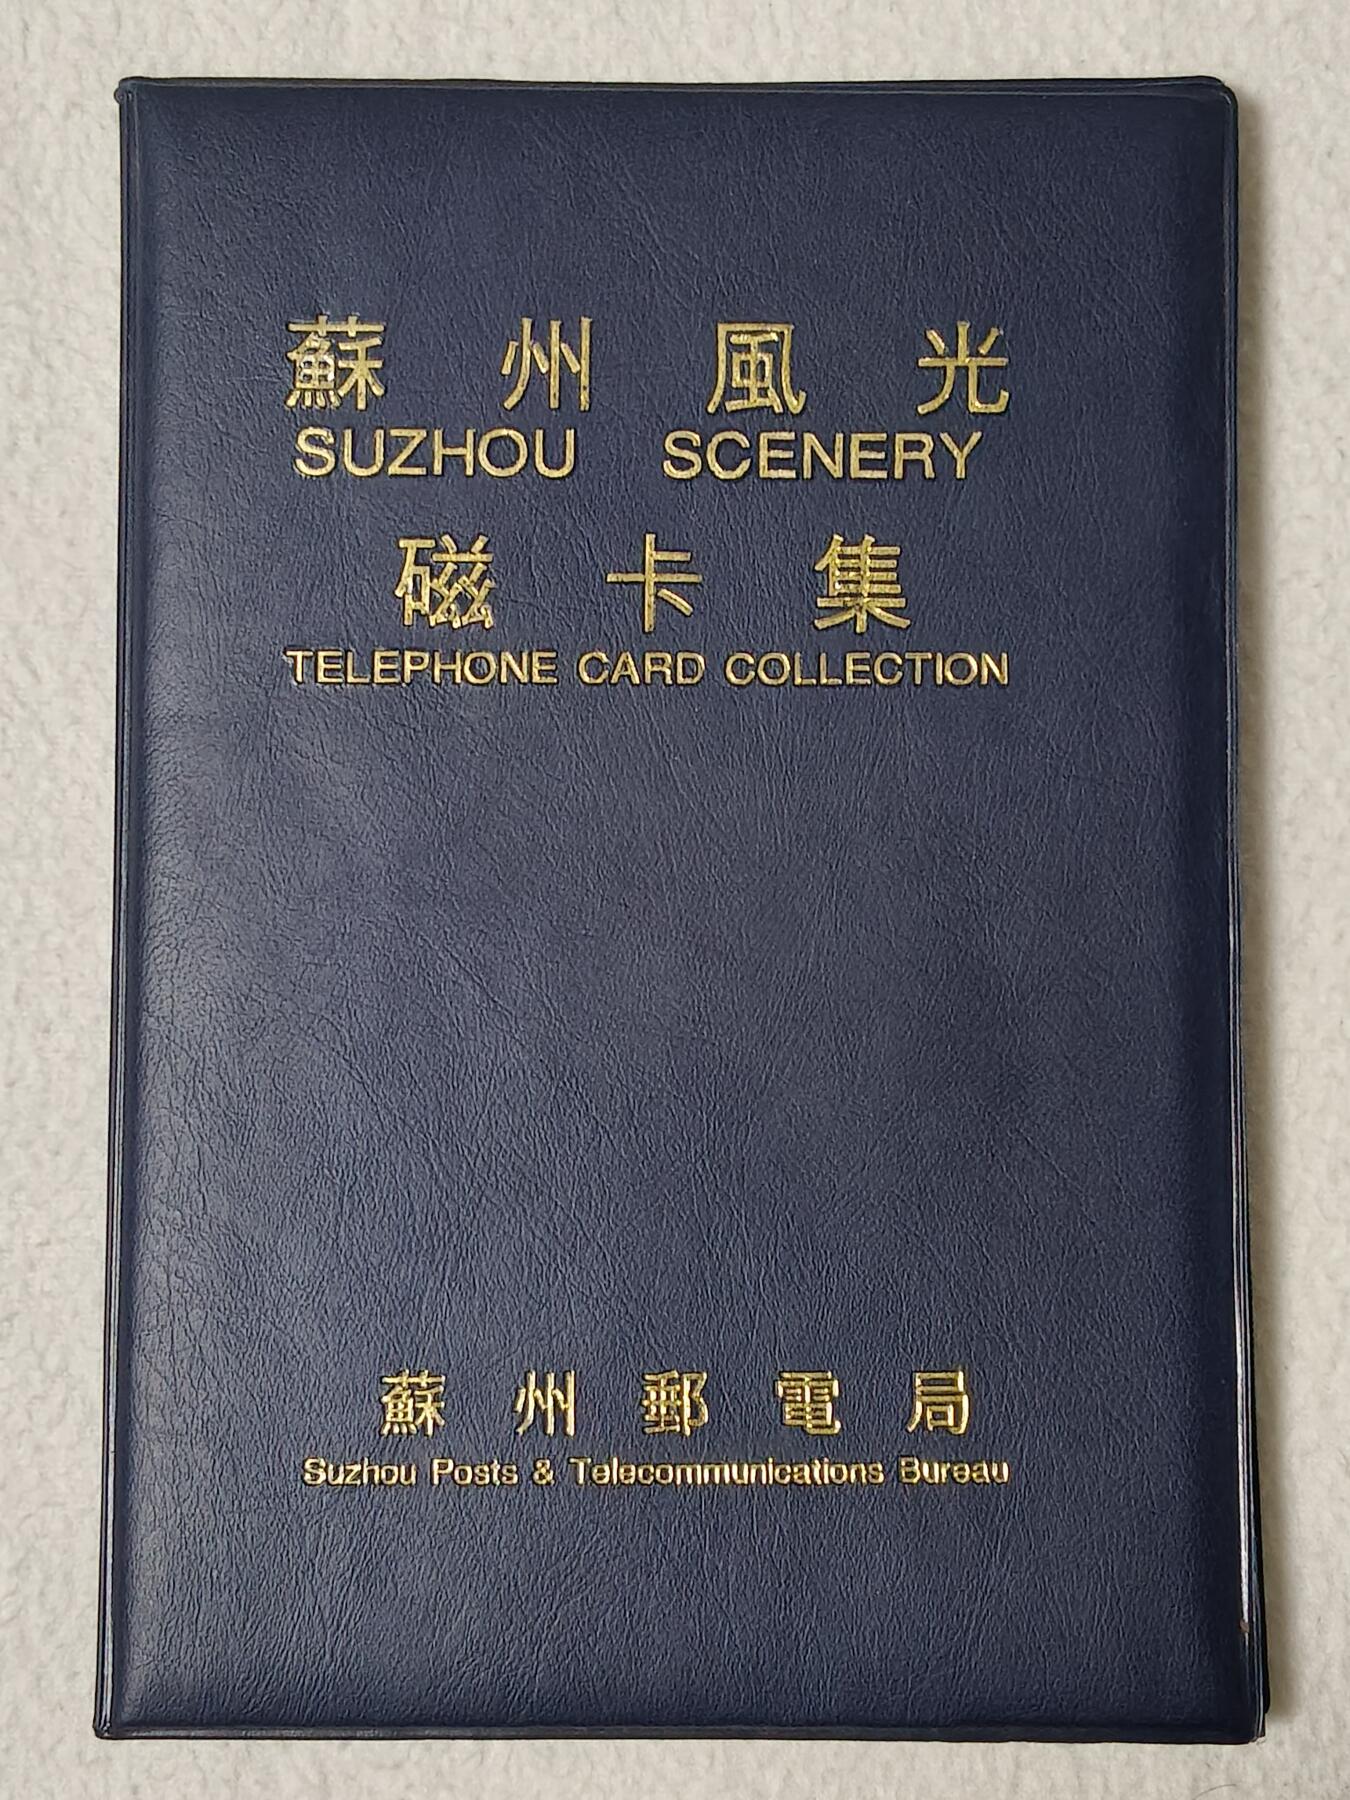 蘇州風光
SUZHOU SCENERY
磁卡集
TELEPHONE CARD COLLECTION
蘇州郵電局
Suzhou Posts & Telecommunications Bureau